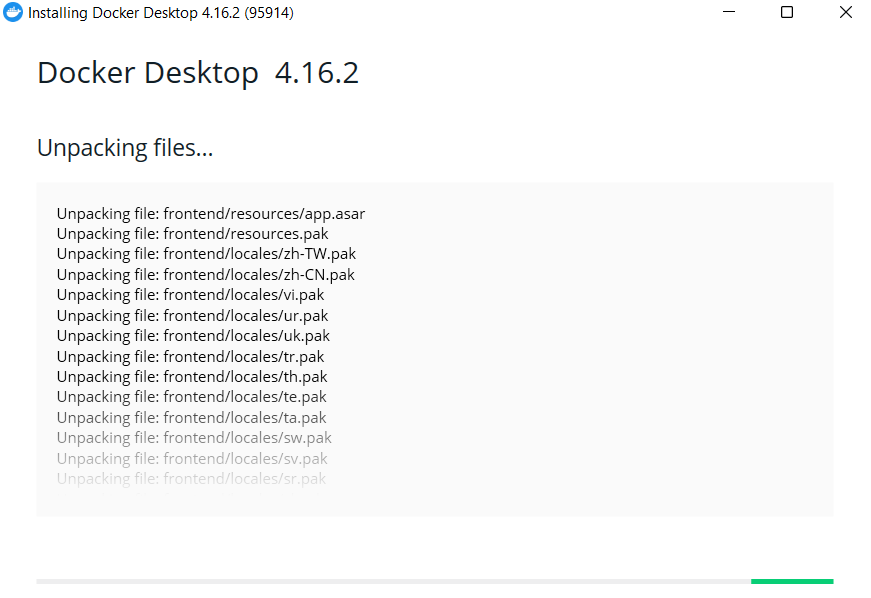 Installing Docker Desktop 4.16.2 (95914)
Docker Desktop 4.16.2
Unpacking files...
Unpacking file: frontend/resources/app.asar
Unpacking file: frontend/resources.pak
Unpacking file: frontend/locales/zh-TW.pak
Unpacking file: frontend/locales/zh-CN.pak
Unpacking file: frontend/locales/vi.pak
Unpacking file: frontend/locales/ur.pak
Unpacking file: frontend/locales/uk.pak
Unpacking file: frontend/locales/tr.pak
Unpacking file: frontend/locales/th.pak
Unpacking file: frontend/locales/te.pak
Unpacking file: frontend/locales/ta.pak
Unpacking file: frontend/locales/sw.pak
Unpacking file: frontend/locales/sv.pak
Unpacking file: frontend/locales/sr.pak